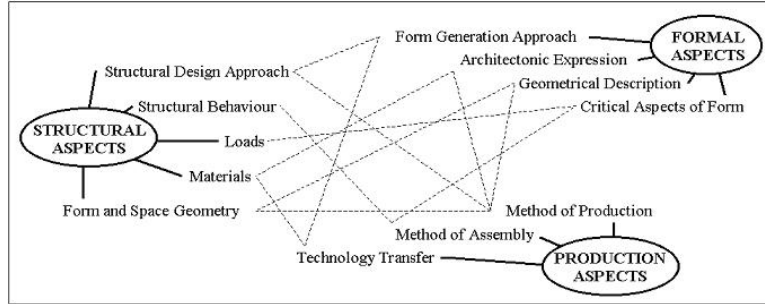 Form Generation Approach
FORMAL
ASPECTS
Architectonic Expression
Structural Design Approach
Geometrical Description
Structural Behaviour
Critical Aspects of Form
STRUCTURAL
ASPECTS
Loads
Materials
Form and Space Geometry
Method of Production
Method of Assembly
Technology Transfer
PRODUCTION
ASPECTS